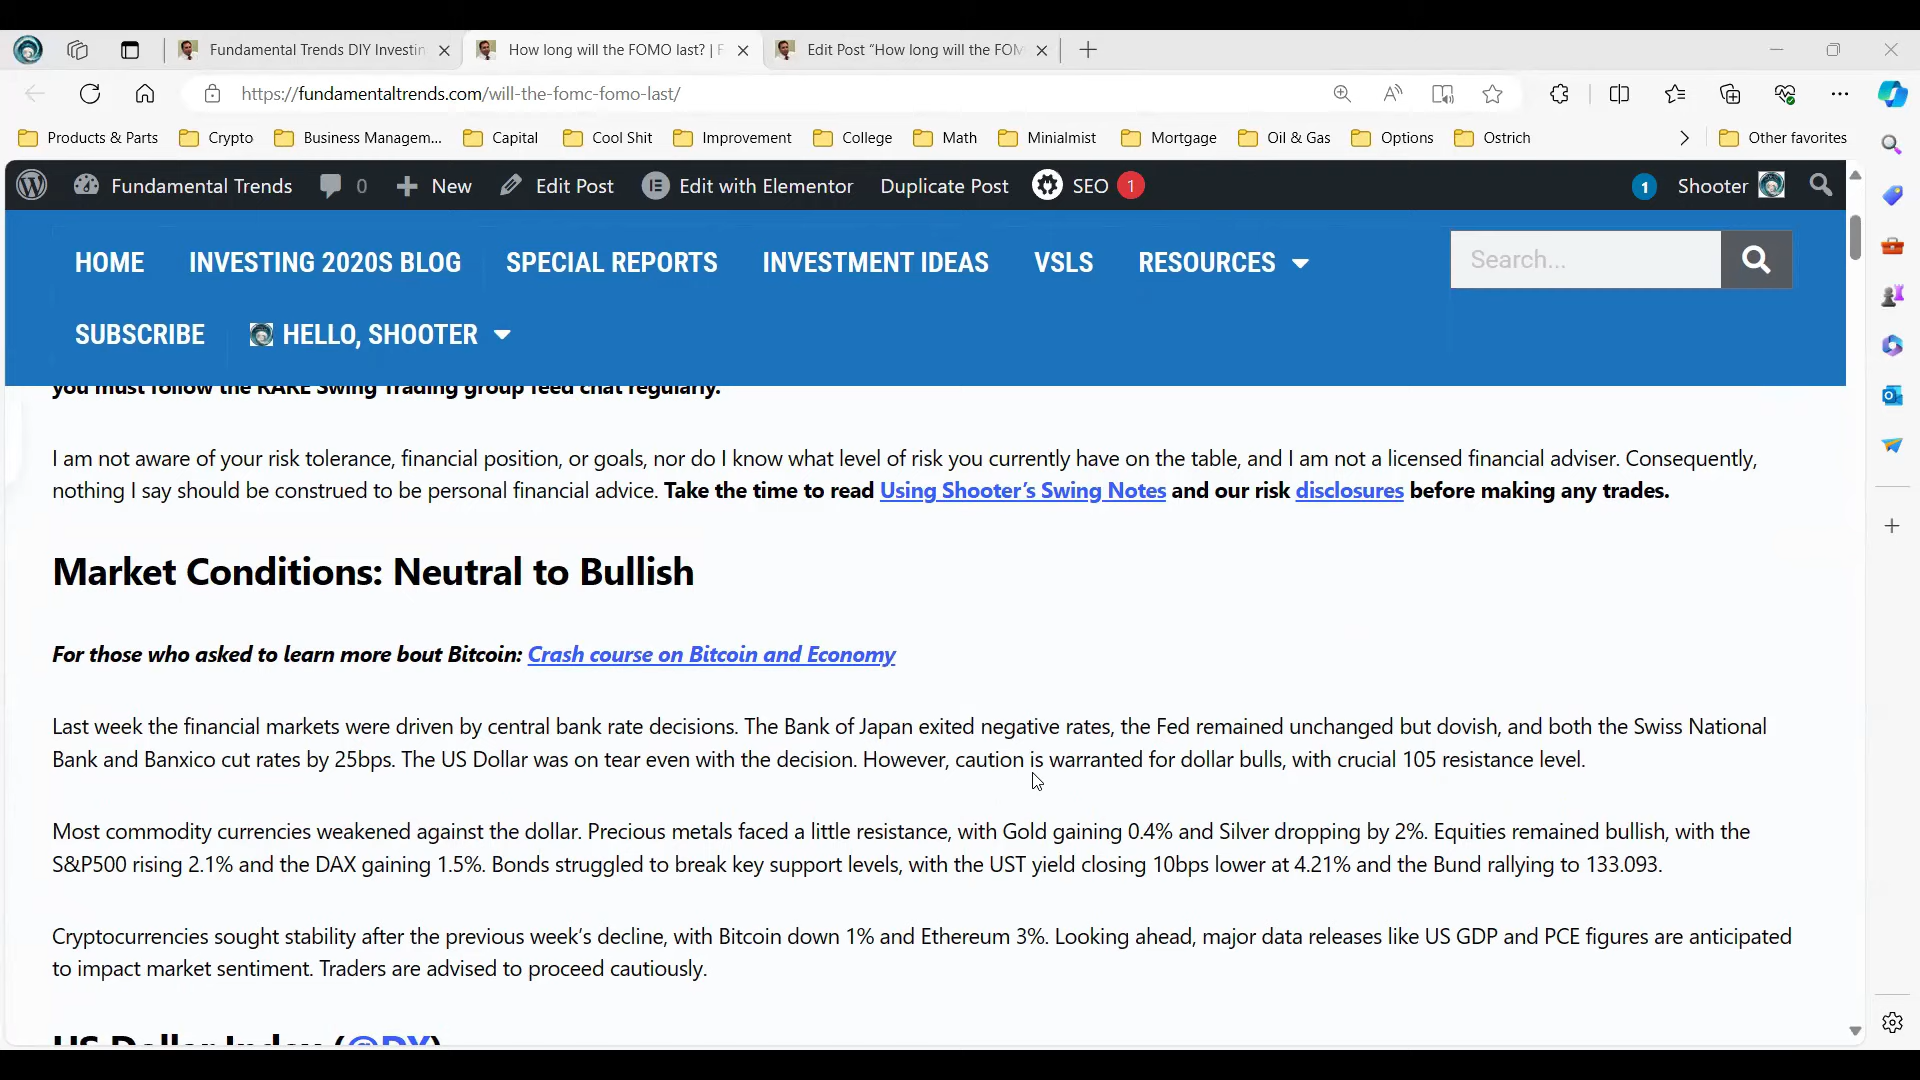 Fundamental Trends DIY Investin
How long will the FOMO last? | F
Edit Post “How long will the FOM
https://fundamentaltrends.com/will-the-fomc-fomo-last/
Products & Parts
Crypto
Business Managem...
Capital
Cool Shit
Improvement
College
Math
Minialmist
Mortgage
Oil & Gas
Options
Ostrich
Other favorites
Fundamental Trends
0
New
Edit Post
Edit with Elementor
Duplicate Post
SEO 1
1
Shooter
HOME
INVESTING 2020S BLOG
SPECIAL REPORTS
INVESTMENT IDEAS
VSLS
RESOURCES
Search...
SUBSCRIBE
HELLO, SHOOTER
you must follow the RARE Swing Trading group feed chat regularly.
I am not aware of your risk tolerance, financial position, or goals, nor do I know what level of risk you currently have on the table, and I am not a licensed financial adviser. Consequently,
nothing I say should be construed to be personal financial advice. Take the time to read Using Shooter’s Swing Notes and our risk disclosures before making any trades.
Market Conditions: Neutral to Bullish
For those who asked to learn more bout Bitcoin: Crash course on Bitcoin and Economy
Last week the financial markets were driven by central bank rate decisions. The Bank of Japan exited negative rates, the Fed remained unchanged but dovish, and both the Swiss National
Bank and Banxico cut rates by 25bps. The US Dollar was on tear even with the decision. However, caution is warranted for dollar bulls, with crucial 105 resistance level.
Most commodity currencies weakened against the dollar. Precious metals faced a little resistance, with Gold gaining 0.4% and Silver dropping by 2%. Equities remained bullish, with the
S&P500 rising 2.1% and the DAX gaining 1.5%. Bonds struggled to break key support levels, with the UST yield closing 10bps lower at 4.21% and the Bund rallying to 133.093.
Cryptocurrencies sought stability after the previous week’s decline, with Bitcoin down 1% and Ethereum 3%. Looking ahead, major data releases like US GDP and PCE figures are anticipated
to impact market sentiment. Traders are advised to proceed cautiously.
US Dollar Index (@DX)